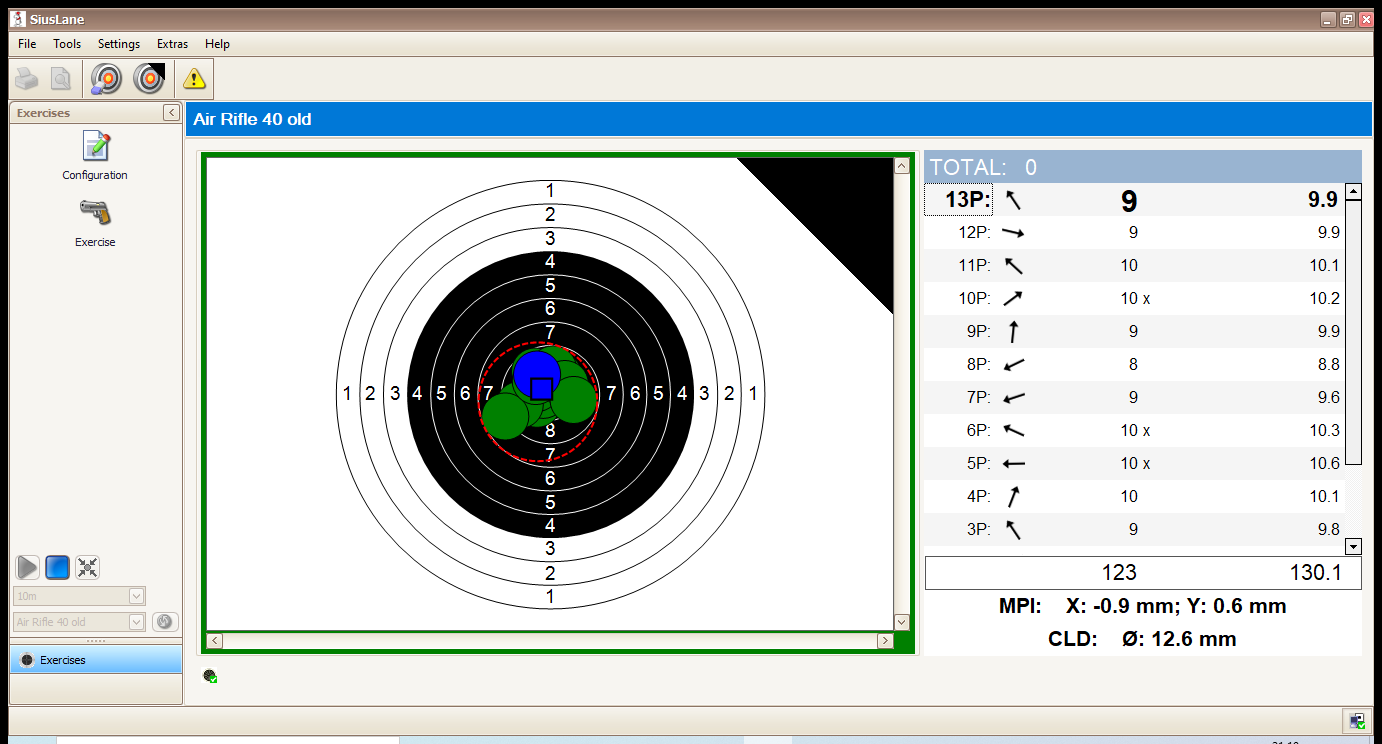 SiusLane
File Tools Settings Extras Help
Exercises
Configuration
Exercise
10m
Air Rifle 40 old
Exercises
Air Rifle 40 old
1
2
3
4
5
6
7
1 2 3 4 5 6 7 7 6 5 4 3 2 1
8
7
6
5
4
3
2
1
TOTAL: 0
13P: 9 9.9
12P: 9 9.9
11P: 10 10.1
10P: 10 x 10.2
9P: 9 9.9
8P: 8 8.8
7P: 9 9.6
6P: 10 x 10.3
5P: 10 x 10.6
4P: 10 10.1
3P: 9 9.8
123 130.1
MPI: X: -0.9 mm; Y: 0.6 mm
CLD: Ø: 12.6 mm